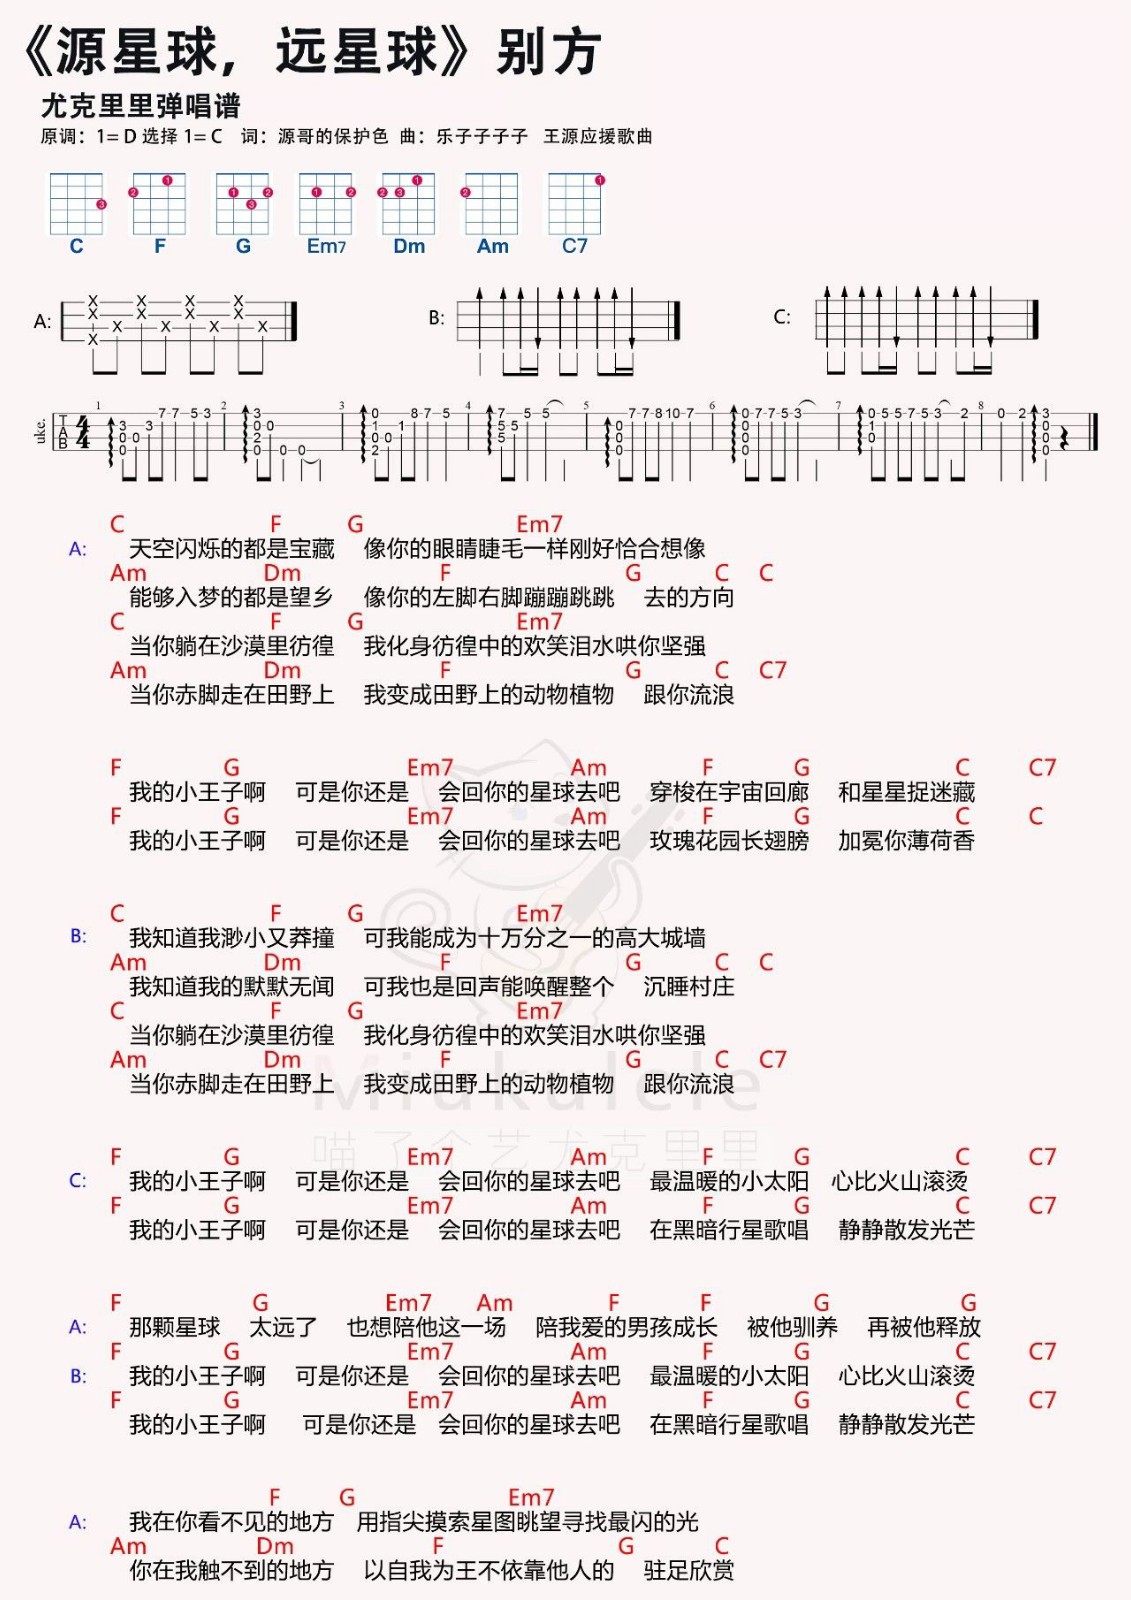 《源星球，远星球》别方
尤克里里弹唱谱
原调：1= D 选择 1= C 词：源哥的保护色 曲：乐子子子子 王源应援歌曲
C F G Em7 Dm Am C7
A: B: C:
1 2 3 4 5 6 7 8
uke. TAB 4/4
C F G Em7
A: 天空闪烁的都是宝藏 像你的眼睛睫毛一样刚好恰合想像
Am Dm F G C C
能够入梦的都是望乡 像你的左脚右脚蹦蹦跳跳 去的方向
C F G Em7
当你躺在沙漠里彷徨 我化身彷徨中的欢笑泪水哄你坚强
Am Dm F G C C7
当你赤脚走在田野上 我变成田野上的动物植物 跟你流浪
F G Em7 Am F G C C7
我的小王子啊 可是你还是 会回你的星球去吧 穿梭在宇宙回廊 和星星捉迷藏
F G Em7 Am F G C C
我的小王子啊 可是你还是 会回你的星球去吧 玫瑰花园长翅膀 加冕你薄荷香
C F G Em7
B: 我知道我渺小又莽撞 可我能成为十万分之一的高大城墙
Am Dm F G C C
我知道我的默默无闻 可我也是回声能唤醒整个 沉睡村庄
C F G Em7
当你躺在沙漠里彷徨 我化身彷徨中的欢笑泪水哄你坚强
Am Dm F G C C7
当你赤脚走在田野上 我变成田野上的动物植物 跟你流浪
Miukulele
喵了个艺尤克里里
F G Em7 Am F G C C7
C: 我的小王子啊 可是你还是 会回你的星球去吧 最温暖的小太阳 心比火山滚烫
F G Em7 Am F G C C7
我的小王子啊 可是你还是 会回你的星球去吧 在黑暗行星歌唱 静静散发光芒
F G Em7 Am F F G G
A: 那颗星球 太远了 也想陪他这一场 陪我爱的男孩成长 被他驯养 再被他释放
F G Em7 Am F G C C7
B: 我的小王子啊 可是你还是 会回你的星球去吧 最温暖的小太阳 心比火山滚烫
F G Em7 Am F G C C7
我的小王子啊 可是你还是 会回你的星球去吧 在黑暗行星歌唱 静静散发光芒
F G Em7
A: 我在你看不见的地方 用指尖摸索星图眺望寻找最闪的光
Am Dm F G C
你在我触不到的地方 以自我为王不依靠他人的 驻足欣赏